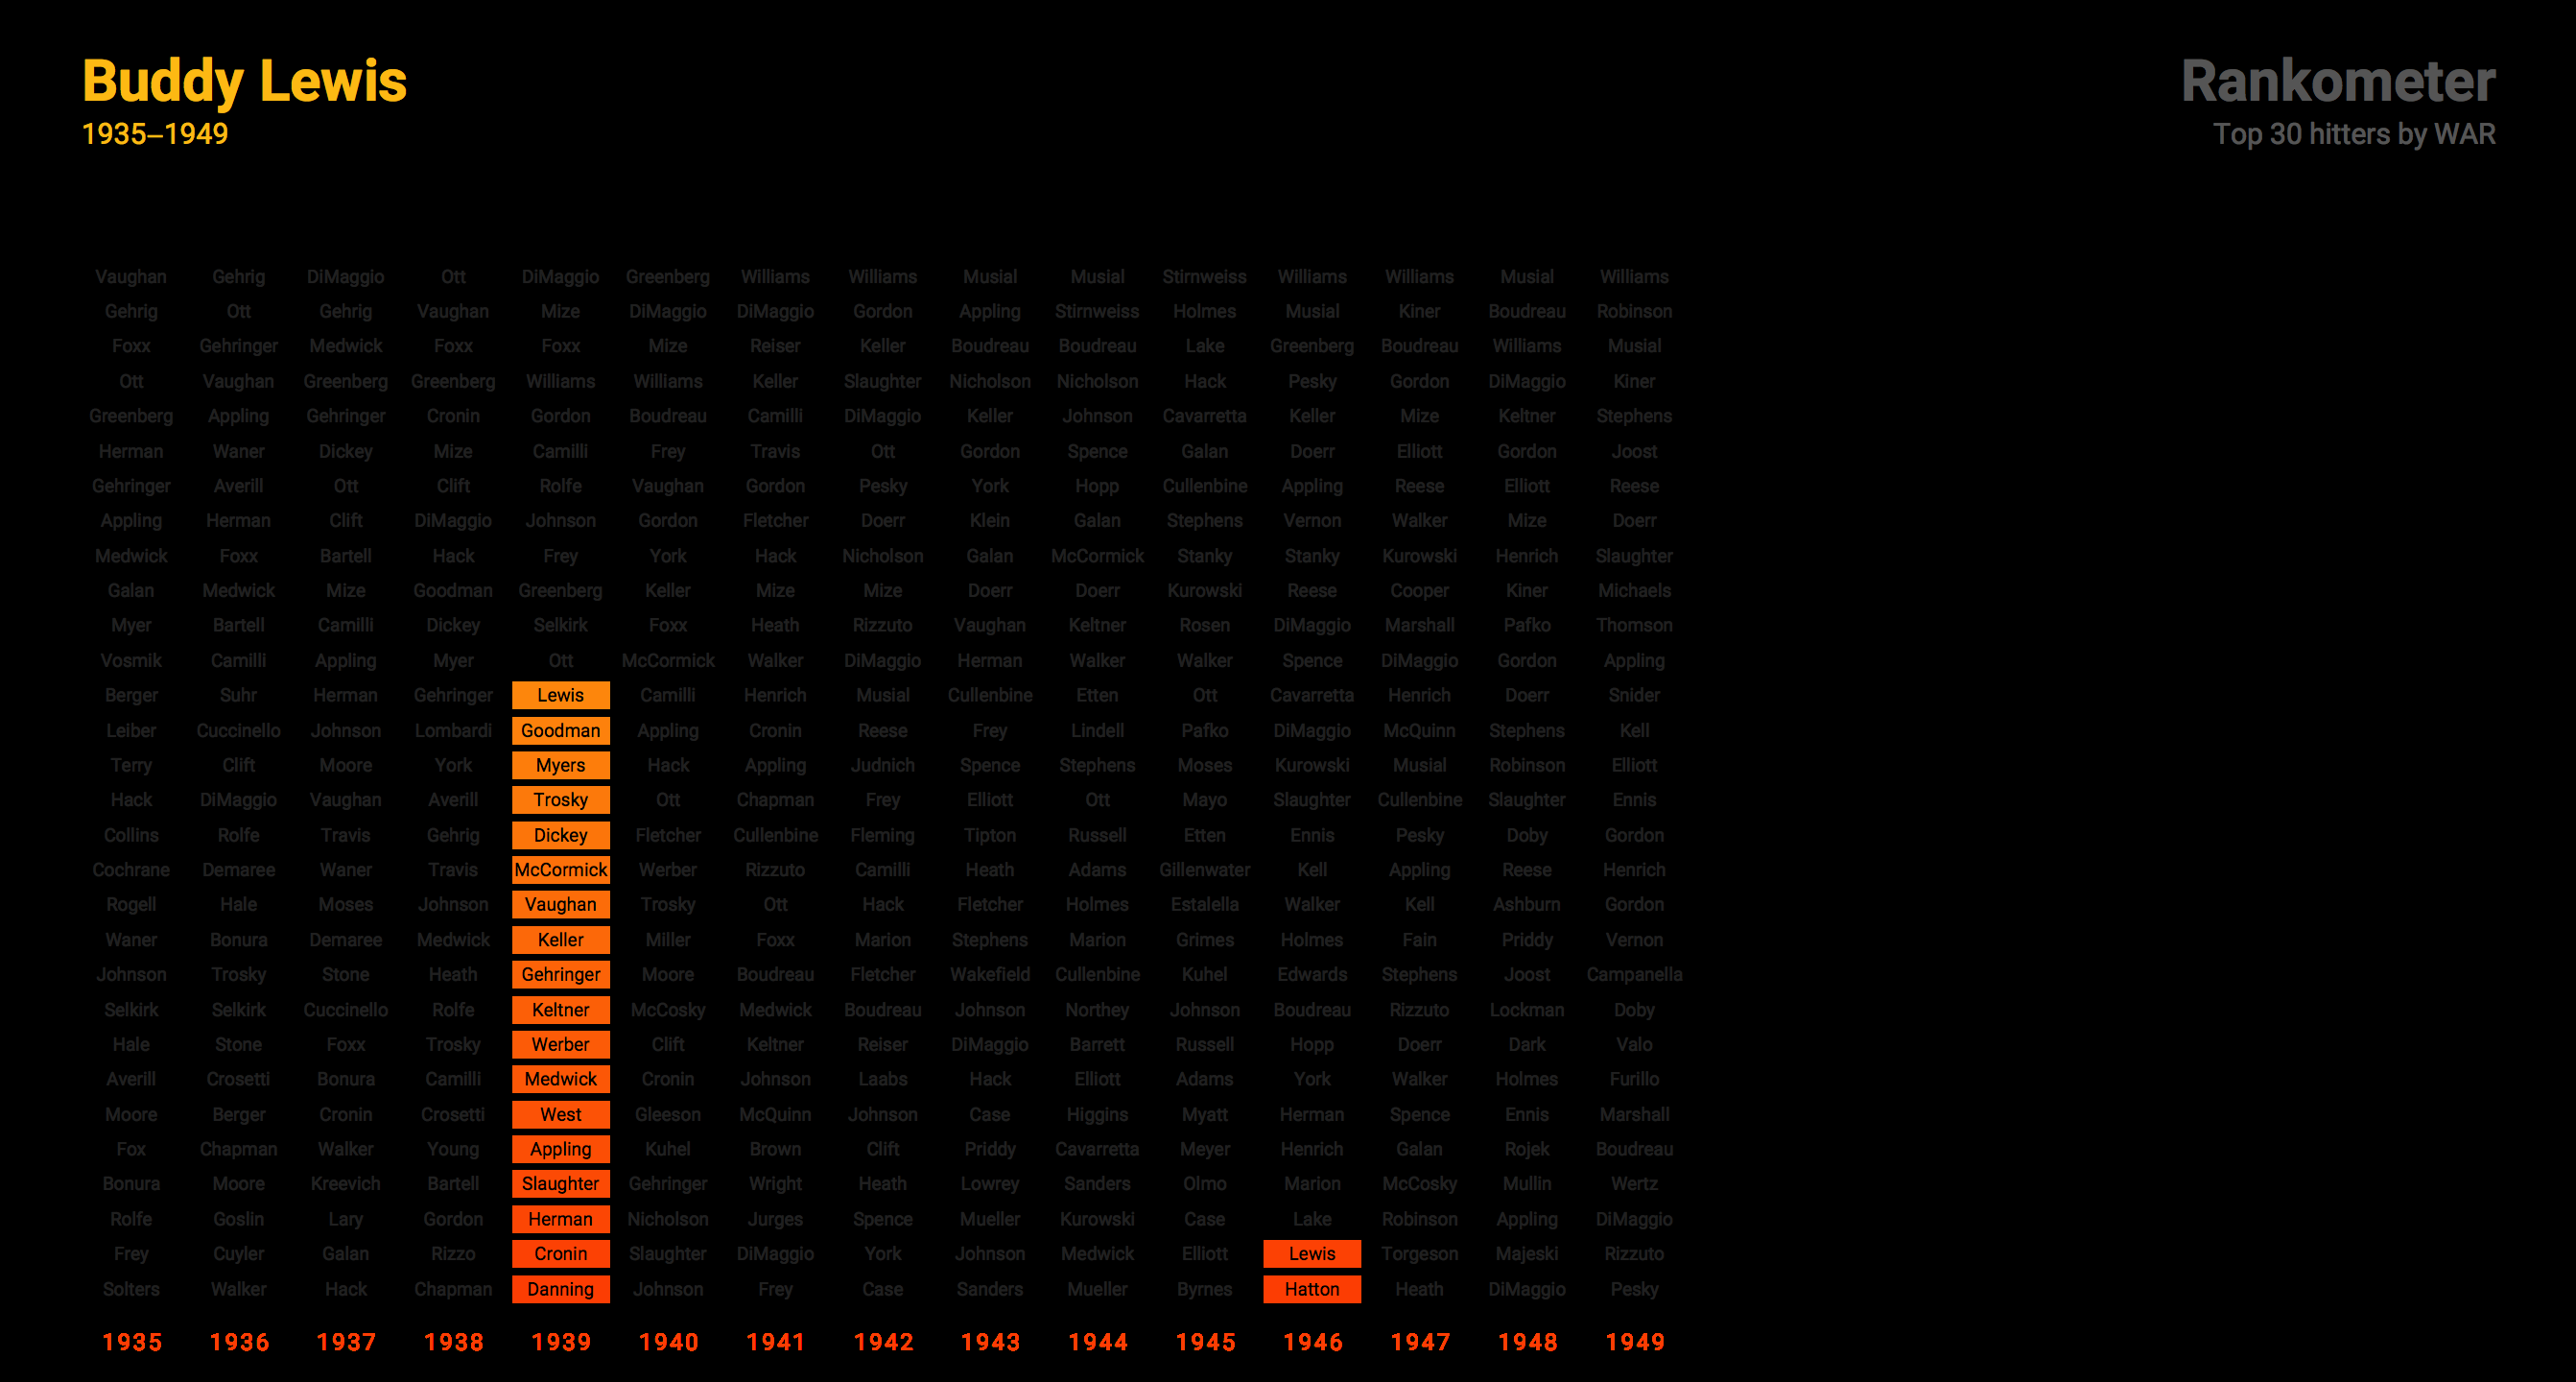 Buddy Lewis
1935–1949
Rankometer
Top 30 hitters by WAR
Vaughan Gehrig DiMaggio Ott DiMaggio Greenberg Williams Williams Musial Musial Stirnweiss Williams Williams Musial Williams
Gehrig Ott Gehrig Vaughan Mize DiMaggio DiMaggio Gordon Appling Stirnweiss Holmes Musial Kiner Boudreau Robinson
Foxx Gehringer Medwick Foxx Foxx Mize Reiser Keller Boudreau Boudreau Lake Greenberg Boudreau Williams Musial
Ott Vaughan Greenberg Greenberg Williams Williams Keller Slaughter Nicholson Nicholson Hack Pesky Gordon DiMaggio Kiner
Greenberg Appling Gehringer Cronin Gordon Boudreau Camilli DiMaggio Keller Johnson Cavarretta Keller Mize Keltner Stephens
Herman Waner Dickey Mize Camilli Frey Travis Ott Gordon Spence Galan Doerr Elliott Gordon Joost
Gehringer Averill Ott Clift Rolfe Vaughan Gordon Pesky York Hopp Cullenbine Appling Reese Elliott Reese
Appling Herman Clift DiMaggio Johnson Gordon Fletcher Doerr Klein Galan Stephens Vernon Walker Mize Doerr
Medwick Foxx Bartell Hack Frey York Hack Nicholson Galan McCormick Stanky Stanky Kurowski Henrich Slaughter
Galan Medwick Mize Goodman Greenberg Keller Mize Mize Doerr Doerr Kurowski Reese Cooper Kiner Michaels
Myer Bartell Camilli Dickey Selkirk Foxx Heath Rizzuto Vaughan Keltner Rosen DiMaggio Marshall Pafko Thomson
Vosmik Camilli Appling Myer Ott McCormick Walker DiMaggio Herman Walker Walker Spence DiMaggio Gordon Appling
Berger Suhr Herman Gehringer Lewis Camilli Henrich Musial Cullenbine Etten Ott Cavarretta Henrich Doerr Snider
Leiber Cuccinello Johnson Lombardi Goodman Appling Cronin Reese Frey Lindell Pafko DiMaggio McQuinn Stephens Kell
Terry Clift Moore York Myers Hack Appling Judnich Spence Stephens Moses Kurowski Musial Robinson Elliott
Hack DiMaggio Vaughan Averill Trosky Ott Chapman Frey Elliott Ott Mayo Slaughter Cullenbine Slaughter Ennis
Collins Rolfe Travis Gehrig Dickey Fletcher Cullenbine Fleming Tipton Russell Etten Ennis Pesky Doby Gordon
Cochrane Demaree Waner Travis McCormick Werber Rizzuto Camilli Heath Adams Gillenwater Kell Appling Reese Henrich
Rogell Hale Moses Johnson Vaughan Trosky Ott Hack Fletcher Holmes Estalella Walker Kell Ashburn Gordon
Waner Bonura Demaree Medwick Keller Miller Foxx Marion Stephens Marion Grimes Holmes Fain Priddy Vernon
Johnson Trosky Stone Heath Gehringer Moore Boudreau Fletcher Wakefield Cullenbine Kuhel Edwards Stephens Joost Campanella
Selkirk Selkirk Cuccinello Rolfe Keltner McCosky Medwick Boudreau Johnson Northey Johnson Boudreau Rizzuto Lockman Doby
Hale Stone Foxx Trosky Werber Clift Keltner Reiser DiMaggio Barrett Russell Hopp Doerr Dark Valo
Averill Crosetti Bonura Camilli Medwick Cronin Johnson Laabs Hack Elliott Adams York Walker Holmes Furillo
Moore Berger Cronin Crosetti West Gleeson McQuinn Johnson Case Higgins Myatt Herman Spence Ennis Marshall
Fox Chapman Walker Young Appling Kuhel Brown Clift Priddy Cavarretta Meyer Henrich Galan Rojek Boudreau
Bonura Moore Kreevich Bartell Slaughter Gehringer Wright Heath Lowrey Sanders Olmo Marion McCosky Mullin Wertz
Rolfe Goslin Lary Gordon Herman Nicholson Jurges Spence Mueller Kurowski Case Lake Robinson Appling DiMaggio
Frey Cuyler Galan Rizzo Cronin Slaughter DiMaggio York Johnson Medwick Elliott Lewis Torgeson Majeski Rizzuto
Solters Walker Hack Chapman Danning Johnson Frey Case Sanders Mueller Byrnes Hatton Heath DiMaggio Pesky
1935 1936 1937 1938 1939 1940 1941 1942 1943 1944 1945 1946 1947 1948 1949